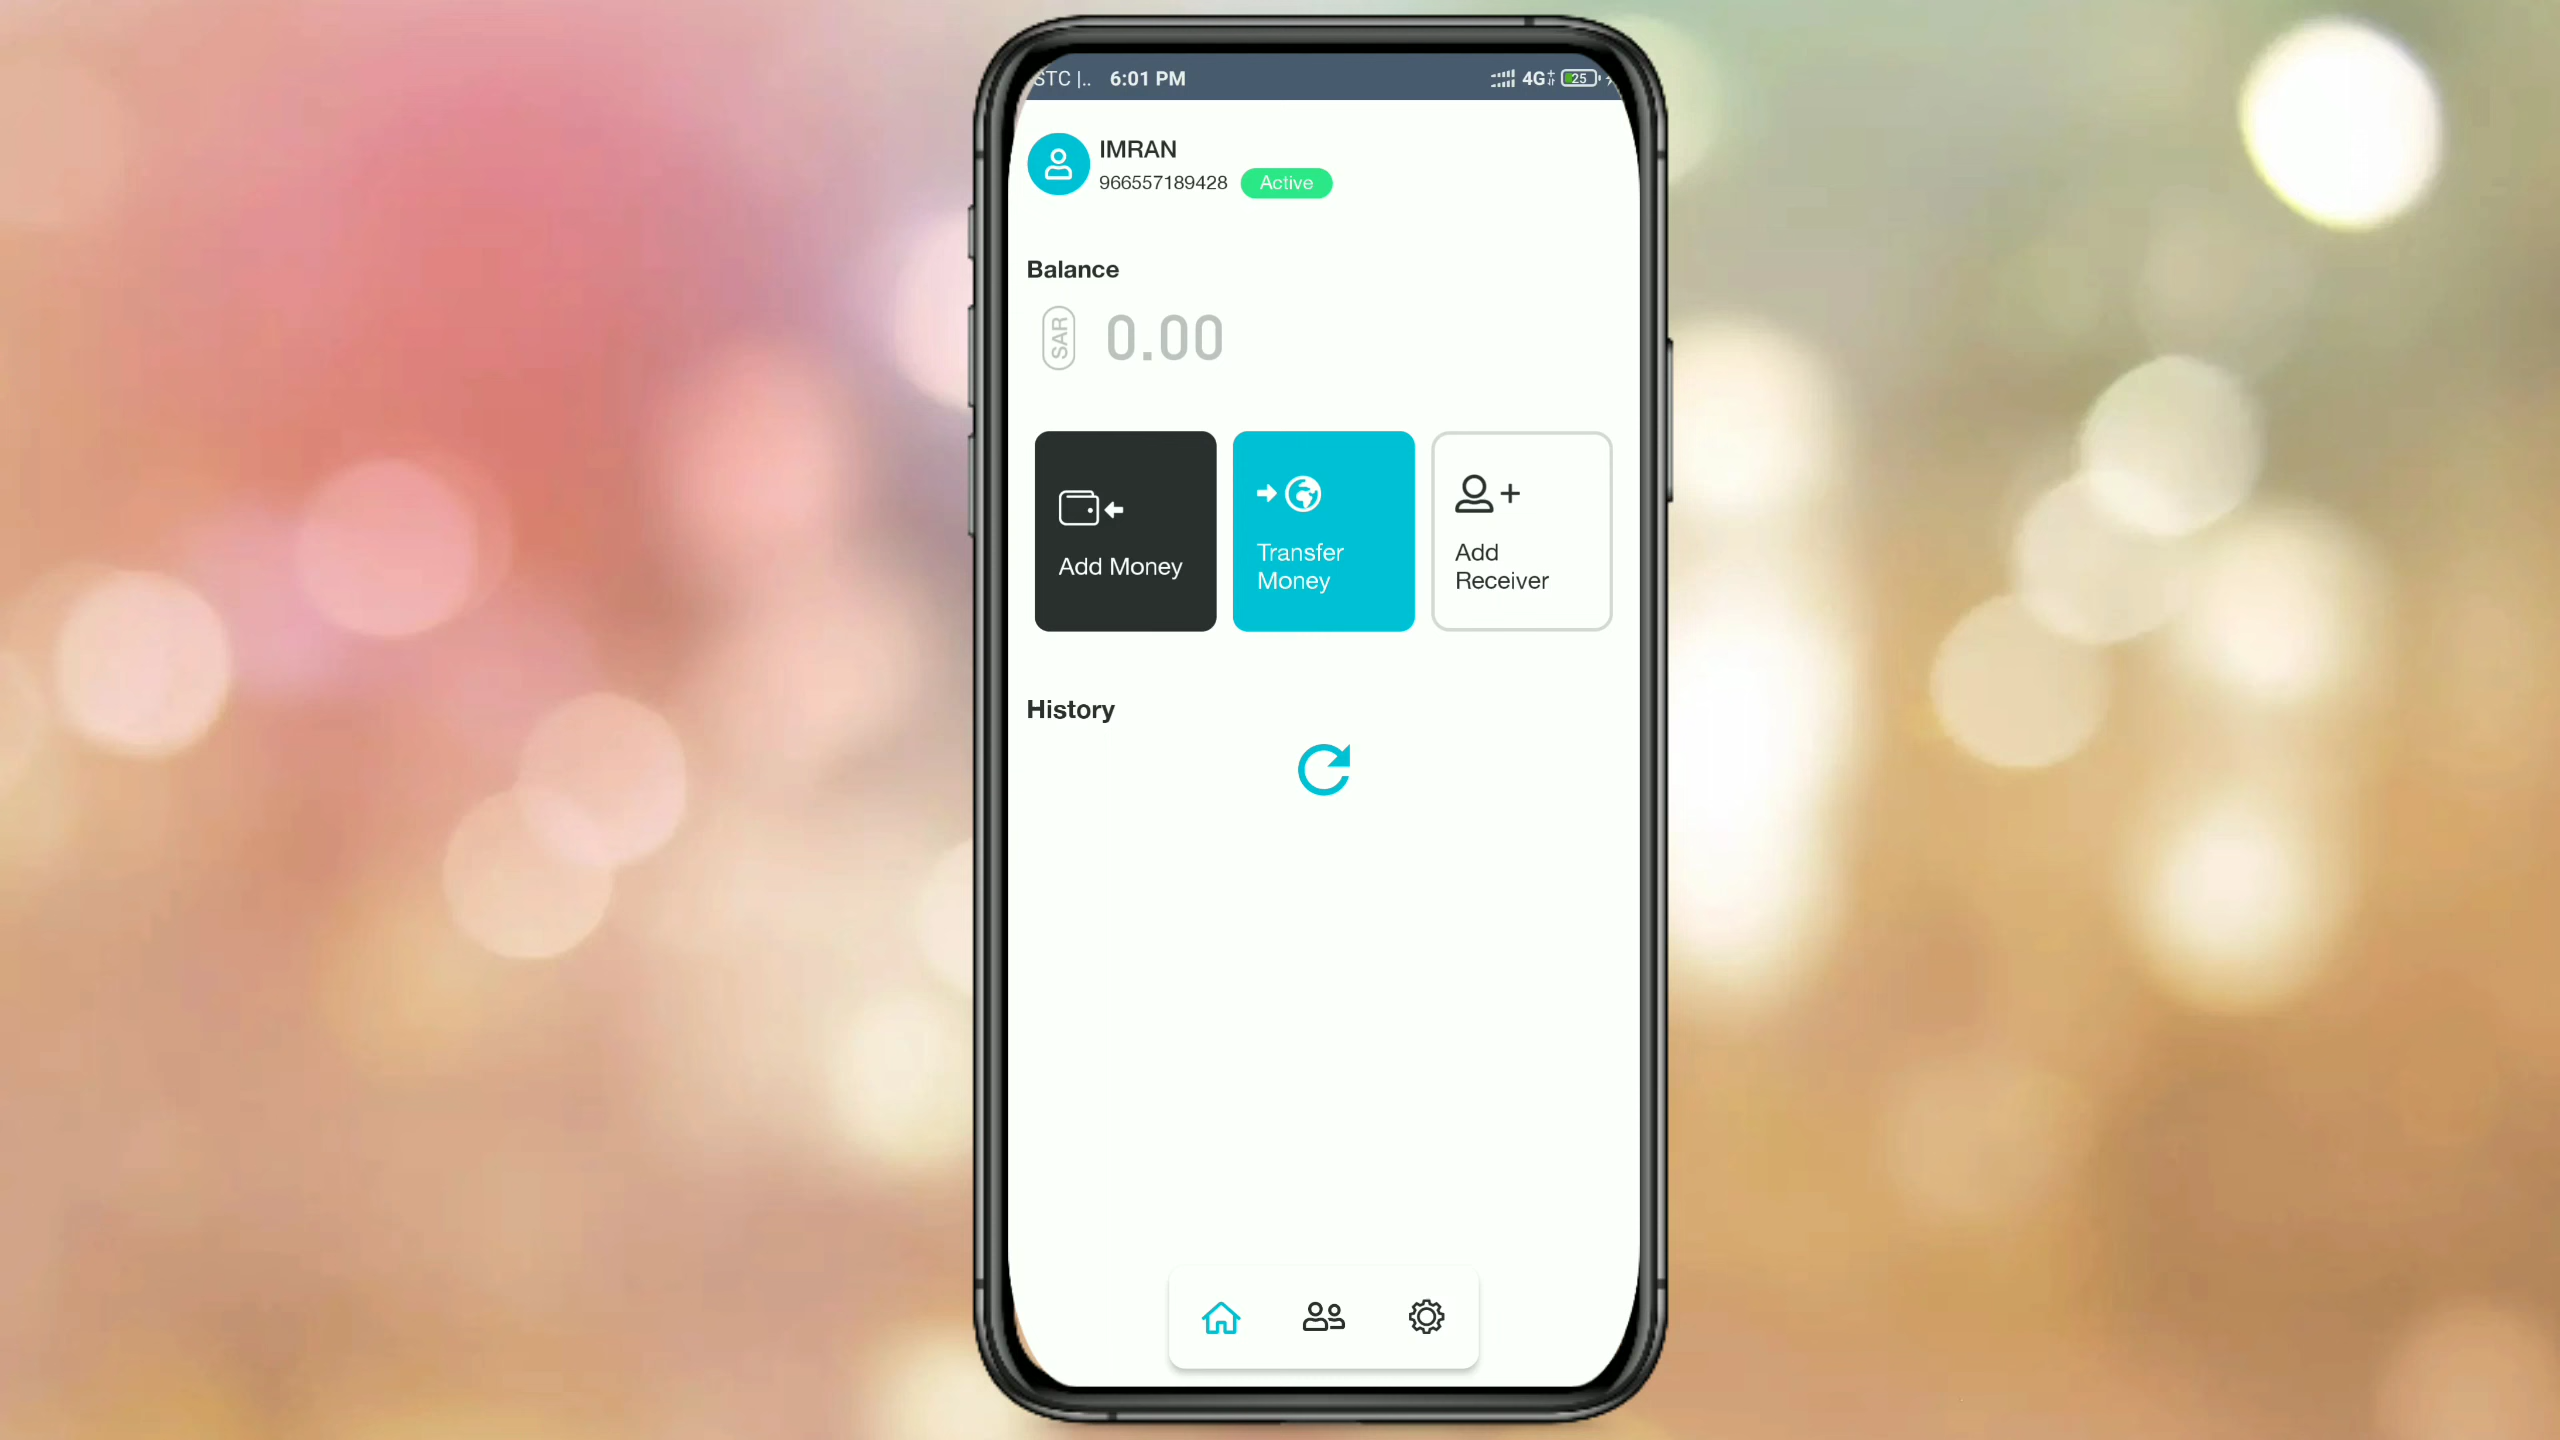 STC |..
6:01 PM
4G+
25
IMRAN
966557189428
Active
Balance
SAR
0.00
Add Money
Transfer
Money
Add
Receiver
History